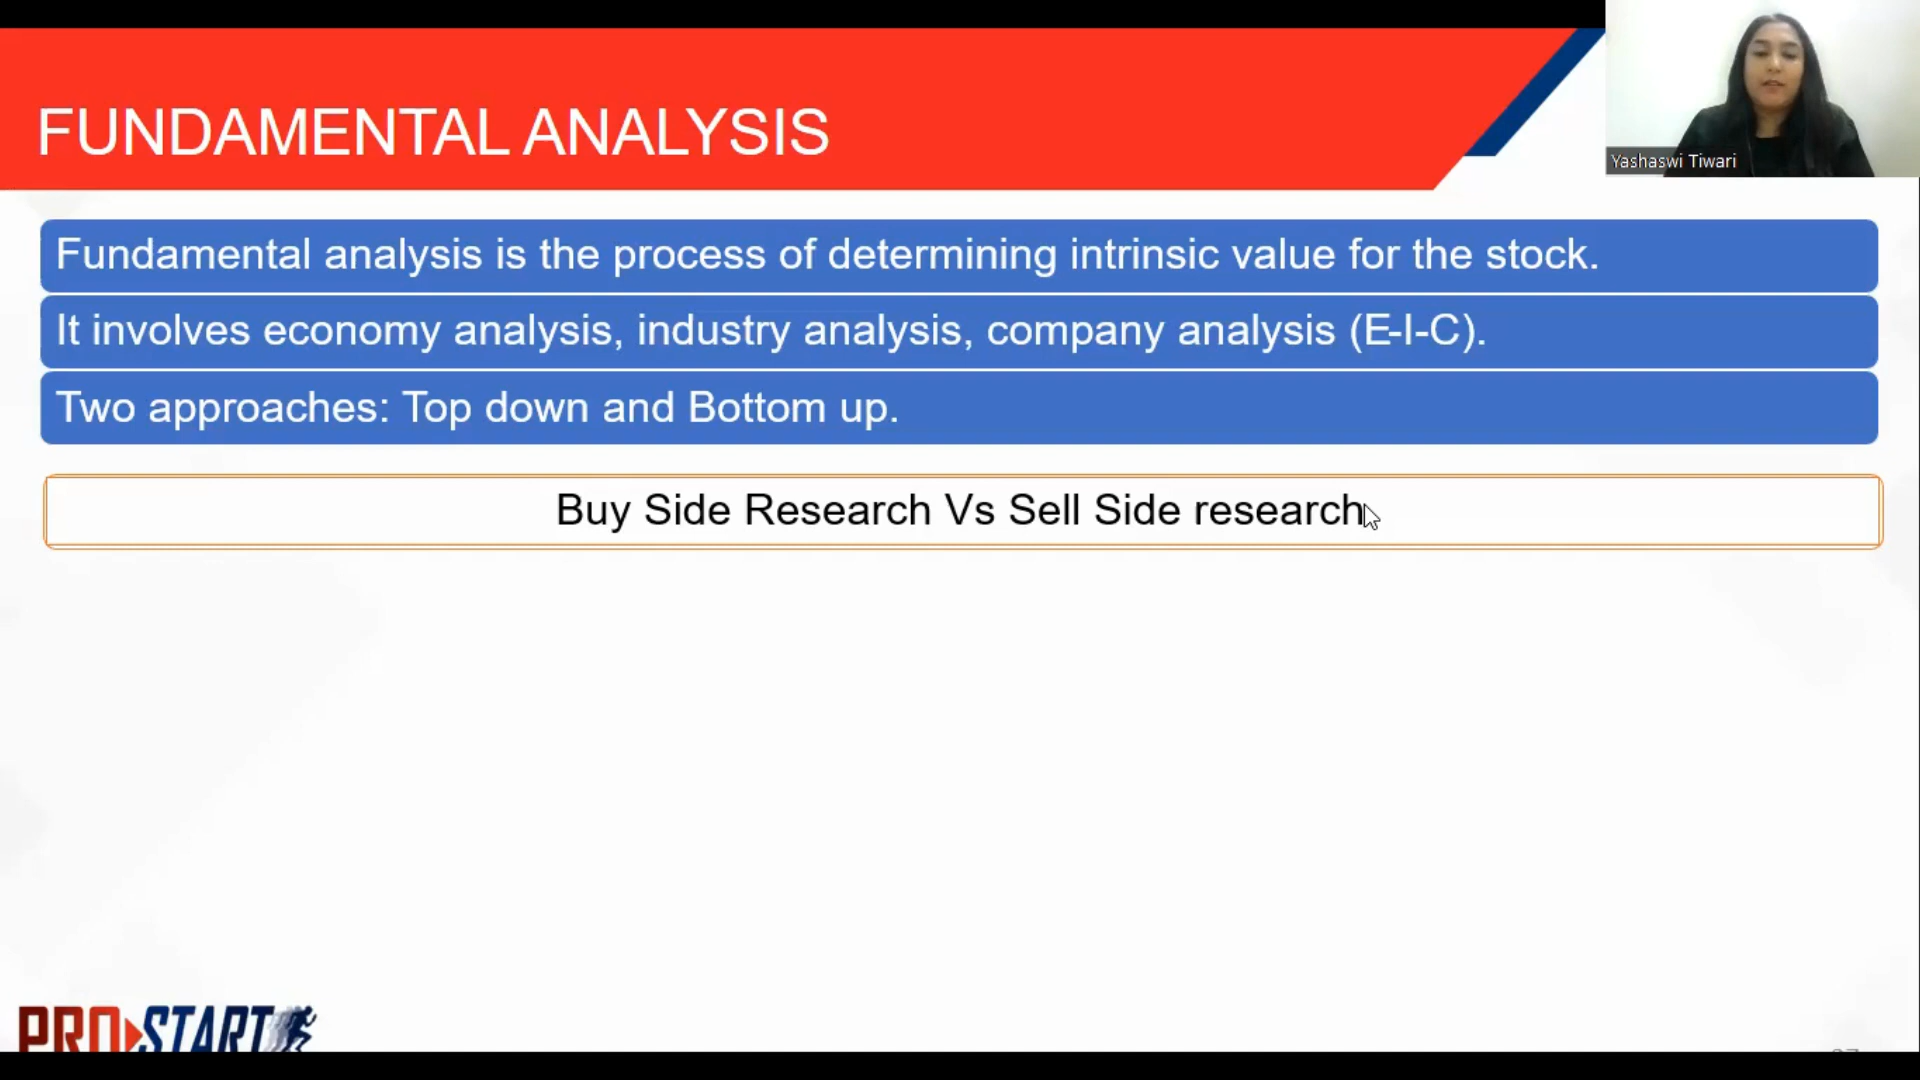 FUNDAMENTAL ANALYSIS
Yashaswi Tiwari
Fundamental analysis is the process of determining intrinsic value for the stock.
It involves economy analysis, industry analysis, company analysis (E-I-C).
Two approaches: Top down and Bottom up.
Buy Side Research Vs Sell Side research
PRO START